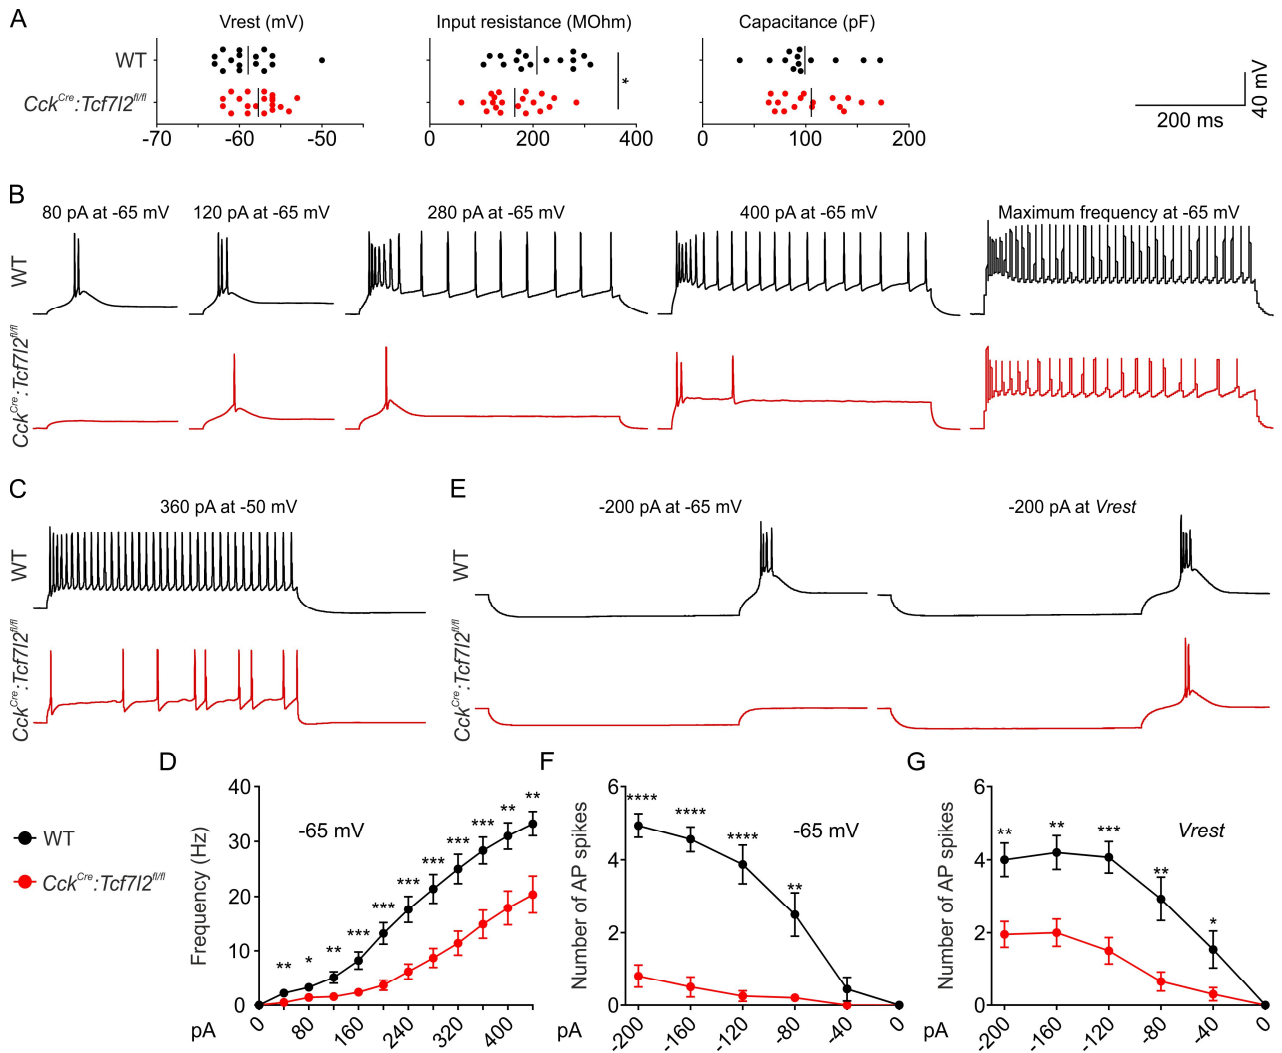 A
Vrest (mV)
Input resistance (MOhm)
Capacitance (pF)
WT
CckCre:Tcf7l2fl/fl
*
-70 -60 -50
0 200 400
0 100 200
200 ms
40 mV
B
80 pA at -65 mV
120 pA at -65 mV
280 pA at -65 mV
400 pA at -65 mV
Maximum frequency at -65 mV
WT
CckCre:Tcf7l2fl/fl
C
360 pA at -50 mV
WT
CckCre:Tcf7l2fl/fl
E
-200 pA at -65 mV
-200 pA at Vrest
WT
CckCre:Tcf7l2fl/fl
WT
CckCre:Tcf7l2fl/fl
D
-65 mV
Frequency (Hz)
40
30
20
10
0
** * ** *** *** *** *** *** *** ** **
pA
0 80 160 240 320 400
F
-65 mV
Number of AP spikes
6
4
2
0
**** **** **** **
pA
-200 -160 -120 -80 -40 0
G
Vrest
Number of AP spikes
6
4
2
0
** ** *** ** *
pA
-200 -160 -120 -80 -40 0